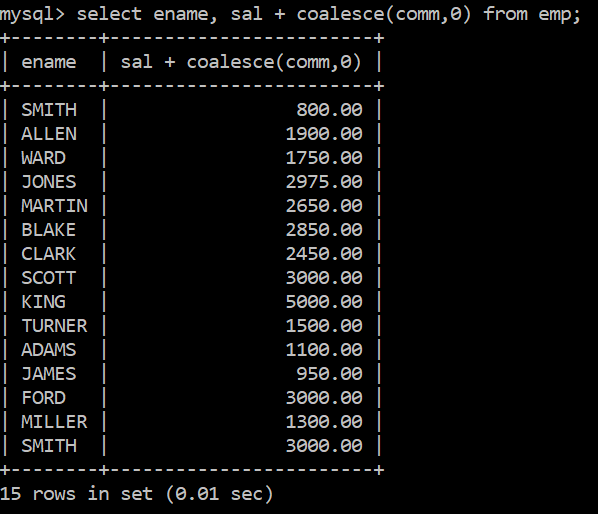 mysql> select ename, sal + coalesce(comm,0) from emp;
+--------+------------------------+
| ename  | sal + coalesce(comm,0) |
+--------+------------------------+
| SMITH  |                 800.00 |
| ALLEN  |                1900.00 |
| WARD   |                1750.00 |
| JONES  |                2975.00 |
| MARTIN |                2650.00 |
| BLAKE  |                2850.00 |
| CLARK  |                2450.00 |
| SCOTT  |                3000.00 |
| KING   |                5000.00 |
| TURNER |                1500.00 |
| ADAMS  |                1100.00 |
| JAMES  |                 950.00 |
| FORD   |                3000.00 |
| MILLER |                1300.00 |
| SMITH  |                3000.00 |
+--------+------------------------+
15 rows in set (0.01 sec)